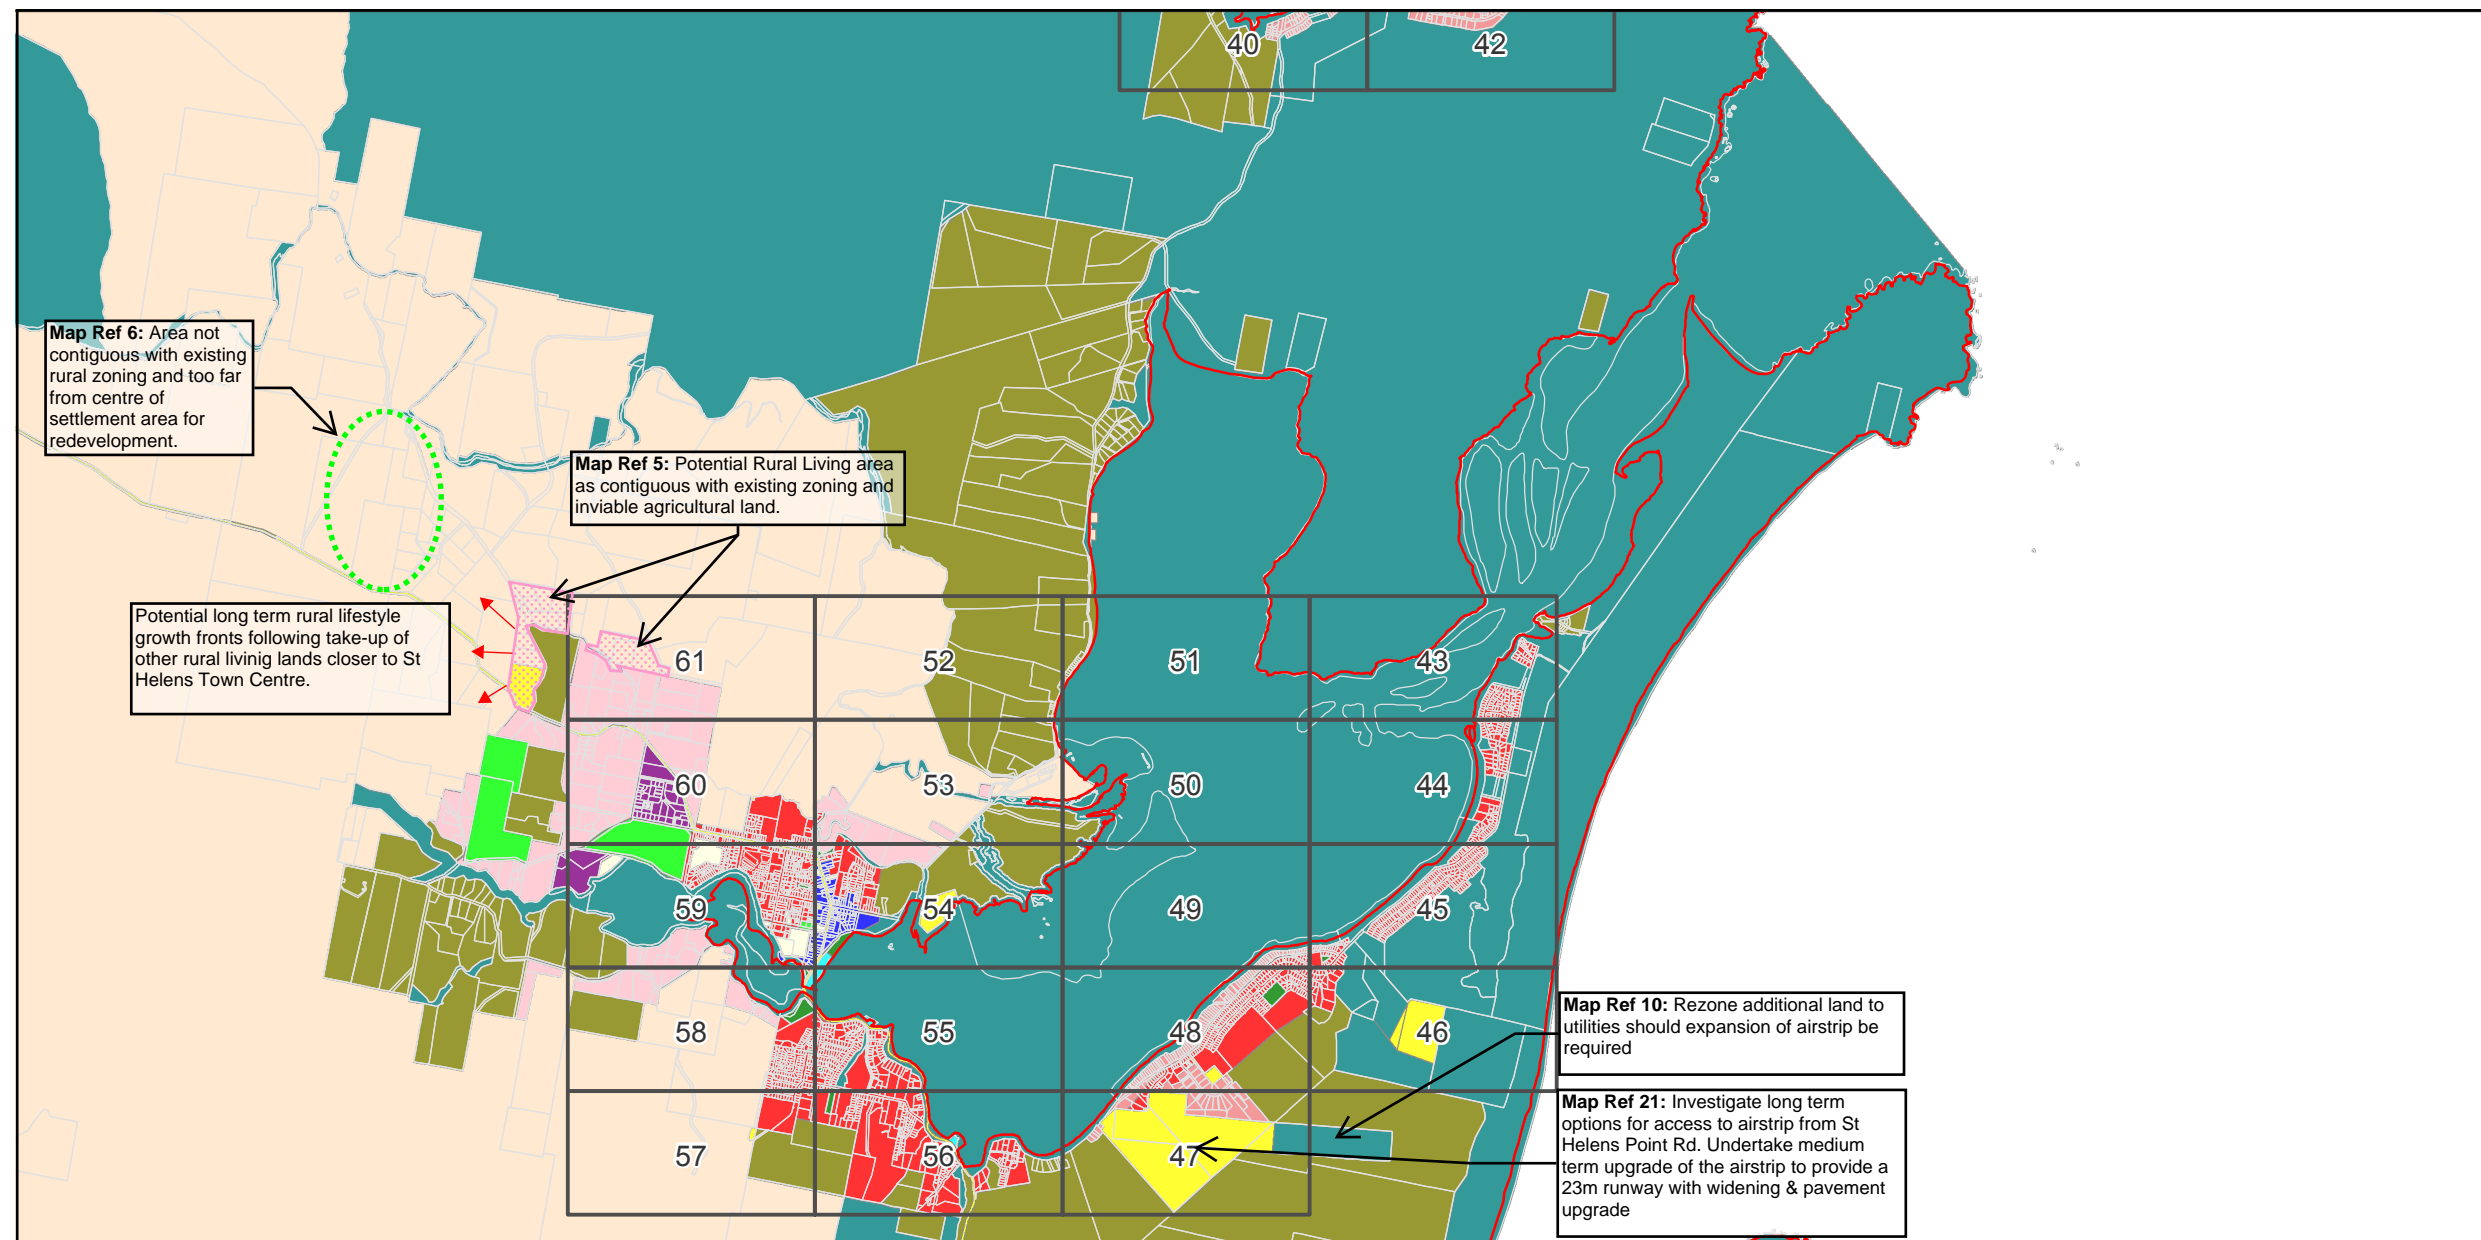 40
42
Map Ref 6: Area not
contiguous with existing
rural zoning and too far
from centre of
settlement area for
redevelopment.
Map Ref 5: Potential Rural Living area
as contiguous with existing zoning and
inviable agricultural land.
Potential long term rural lifestyle
growth fronts following take-up of
other rural livinig lands closer to St
Helens Town Centre.
61
52
51
43
60
53
50
44
59
54
49
45
58
55
48
46
57
56
47
Map Ref 10: Rezone additional land to
utilities should expansion of airstrip be
required
Map Ref 21: Investigate long term
options for access to airstrip from St
Helens Point Rd. Undertake medium
term upgrade of the airstrip to provide a
23m runway with widening & pavement
upgrade